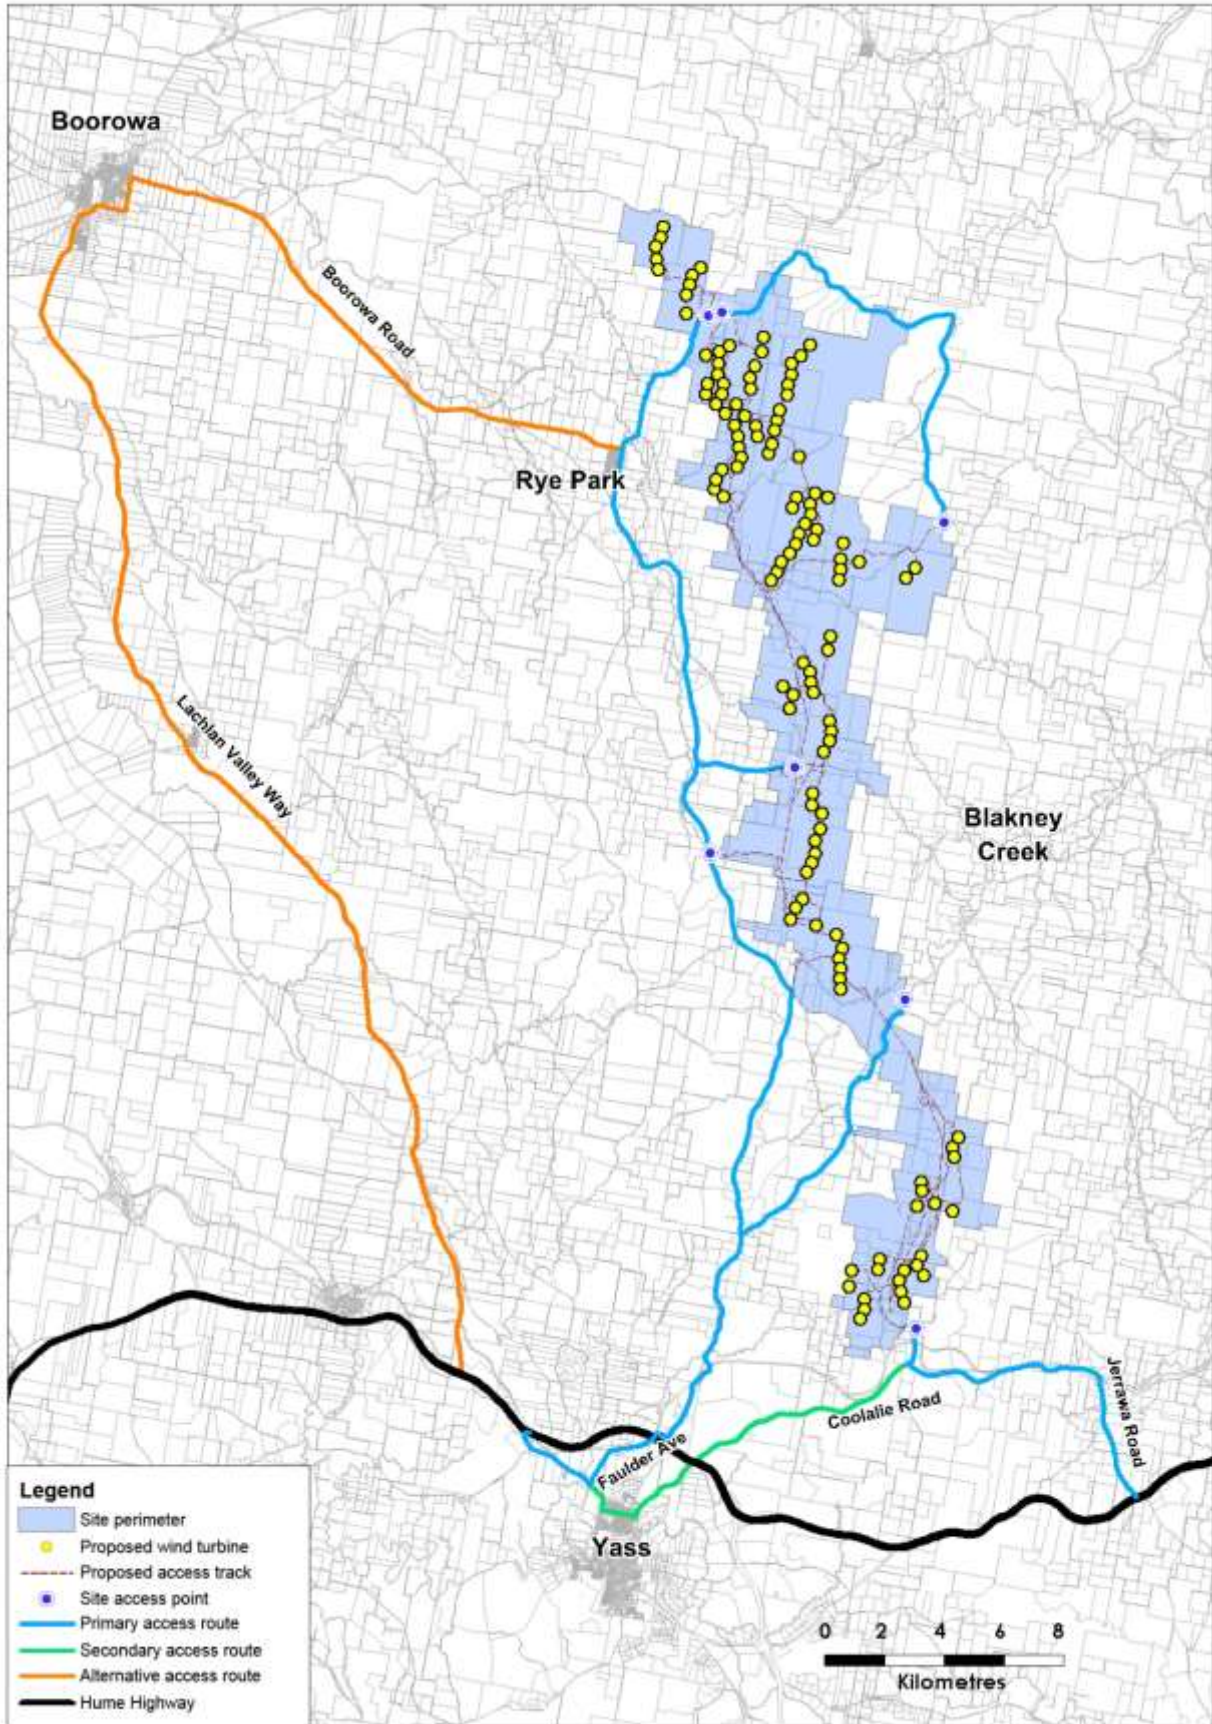 Boorowa
Boorowa Road
Rye Park
Lachlan Valley Way
Blakney
Creek
Jerrawa Road
Coolalie Road
Faulder Ave
Yass
Legend
Site perimeter
Proposed wind turbine
Proposed access track
Site access point
Primary access route
Secondary access route
Alternative access route
Hume Highway
0 2 4 6 8
Kilometres